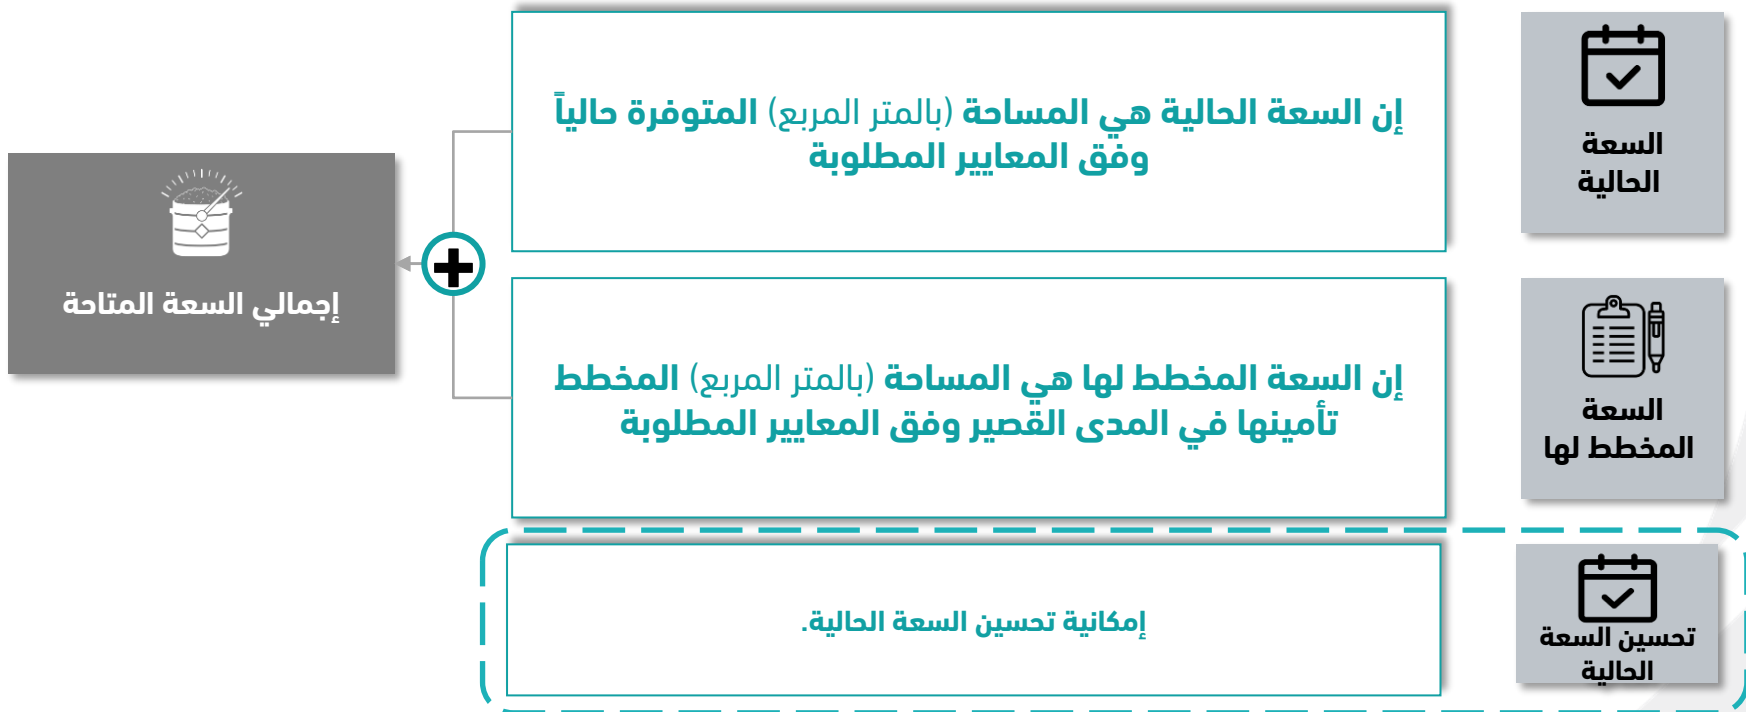 السعة
الحالية
إن السعة الحالية هي المساحة (بالمتر المربع) المتوفرة حالياً
وفق المعايير المطلوبة
السعة
المخطط لها
إن السعة المخطط لها هي المساحة (بالمتر المربع) المخطط
تأمينها في المدى القصير وفق المعايير المطلوبة
إجمالي السعة المتاحة
تحسين السعة
الحالية
إمكانية تحسين السعة الحالية.